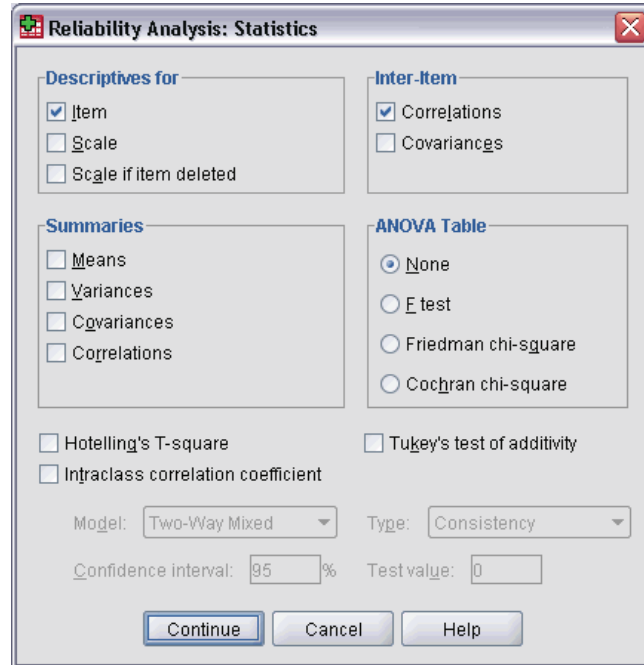 Reliability Analysis: Statistics
Descriptives for
Item
Scale
Scale if item deleted
Inter-Item
Correlations
Covariances
Summaries
Means
Variances
Covariances
Correlations
ANOVA Table
None
F test
Friedman chi-square
Cochran chi-square
Hotelling's T-square
Tukey's test of additivity
Intraclass correlation coefficient
Model: Two-Way Mixed
Type: Consistency
Confidence interval: 95 %
Test value: 0
Continue
Cancel
Help